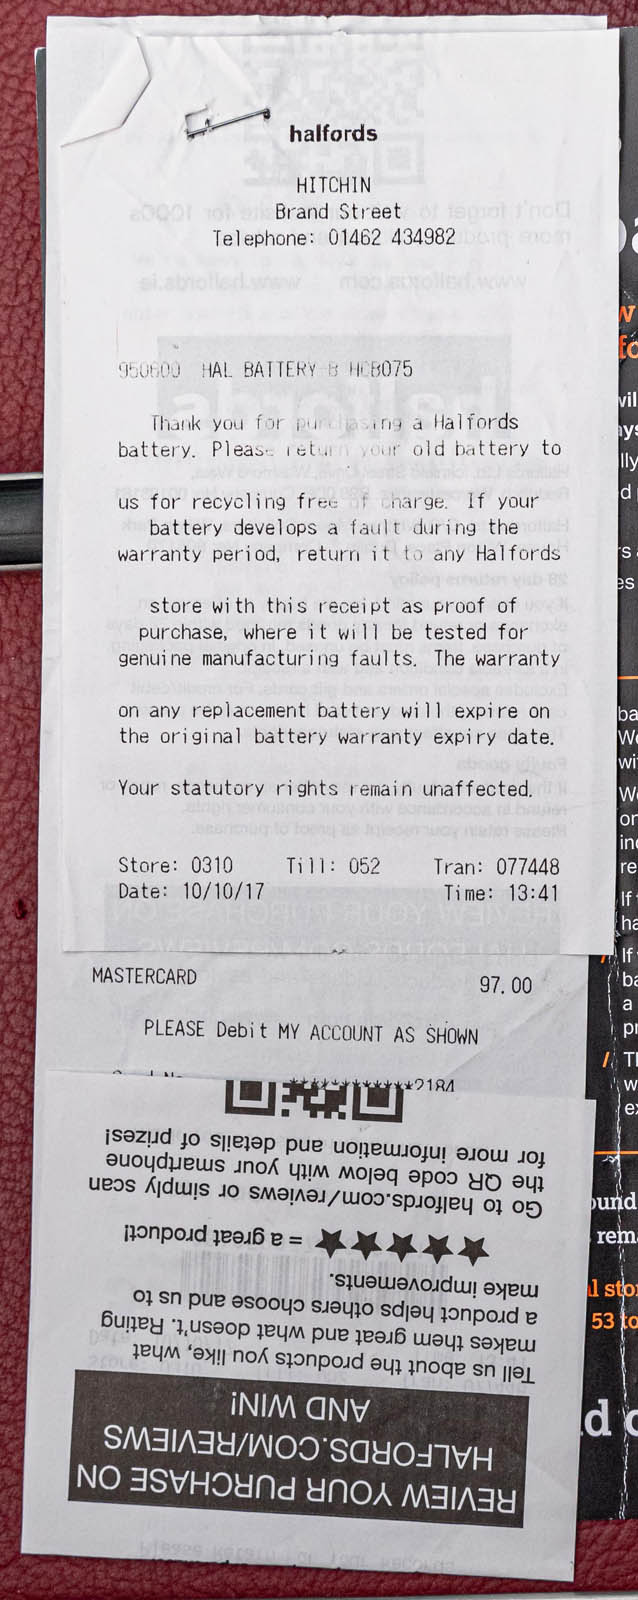 halfords
HITCHIN
Brand Street
Telephone: 01462 434982
950600 HAL BATTERY B HCB075
Thank you for purchasing a Halfords
battery. Please return your old battery to
us for recycling free of charge. If your
battery develops a fault during the
warranty period, return it to any Halfords
store with this receipt as proof of
purchase, where it will be tested for
genuine manufacturing faults. The warranty
on any replacement battery will expire on
the original battery warranty expiry date.
Your statutory rights remain unaffected.
Store: 0310 Till: 052 Tran: 077448
Date: 10/10/17 Time: 13:41
MASTERCARD 97.00
PLEASE Debit MY ACCOUNT AS SHOWN
************2184
REVIEW YOUR PURCHASE ON
HALFORDS.COM/REVIEWS
AND WIN!
Tell us about the products you like, what
makes them great and what doesn't. Rating
a product helps others choose and us to
make improvements.
★★★★★ = a great product!
Go to halfords.com/reviews or simply scan
the QR code below with your smartphone
for more information and details of prizes!